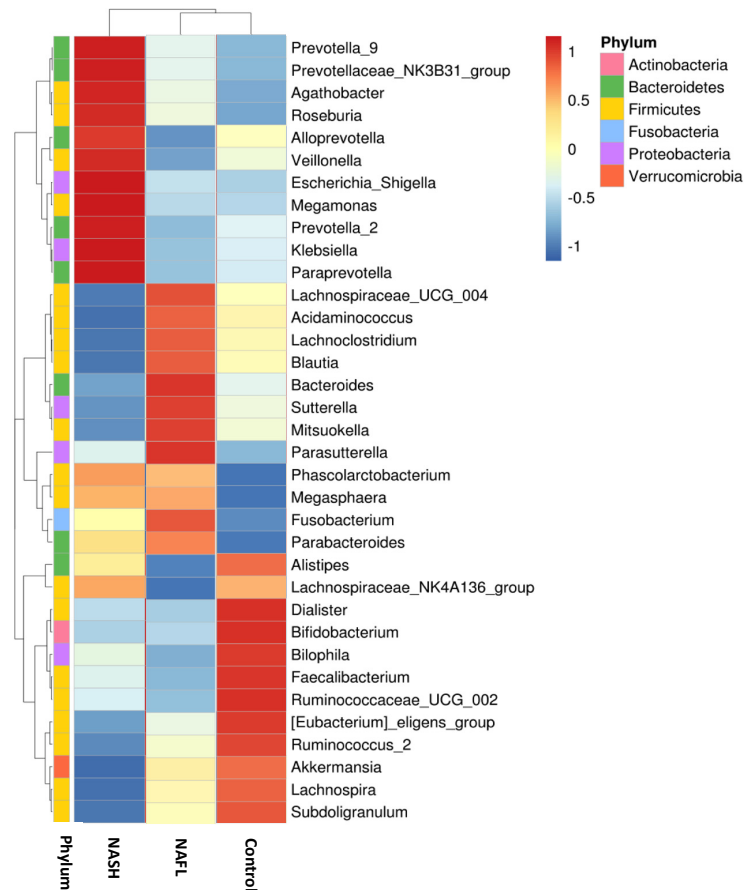 Prevotella_9
Prevotellaceae_NK3B31_group
Agathobacter
Roseburia
Alloprevotella
Veillonella
Escherichia_Shigella
Megamonas
Prevotella_2
Klebsiella
Paraprevotella
Lachnospiraceae_UCG_004
Acidaminococcus
Lachnoclostridium
Blautia
Bacteroides
Sutterella
Mitsuokella
Parasutterella
Phascolarctobacterium
Megasphaera
Fusobacterium
Parabacteroides
Alistipes
Lachnospiraceae_NK4A136_group
Dialister
Bifidobacterium
Bilophila
Faecalibacterium
Ruminococcaceae_UCG_002
[Eubacterium]_eligens_group
Ruminococcus_2
Akkermansia
Lachnospira
Subdoligranulum
1
0.5
0
-0.5
-1
Phylum
Actinobacteria
Bacteroidetes
Firmicutes
Fusobacteria
Proteobacteria
Verrucomicrobia
Phylum
NASH
NAFL
Control